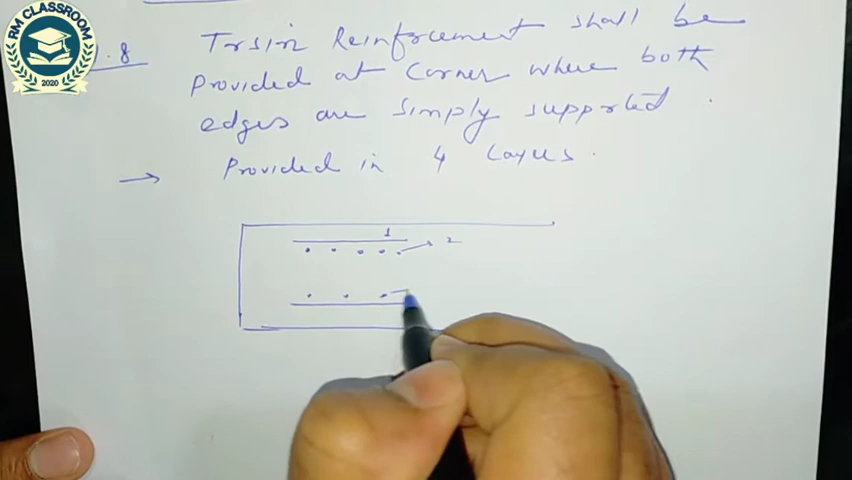 RM CLASSROOM
2020
.8 Trsin Reinforcement shall be
provided at corner where both
edges are simply supported.
→ Provided in 4 Layers.
1
2